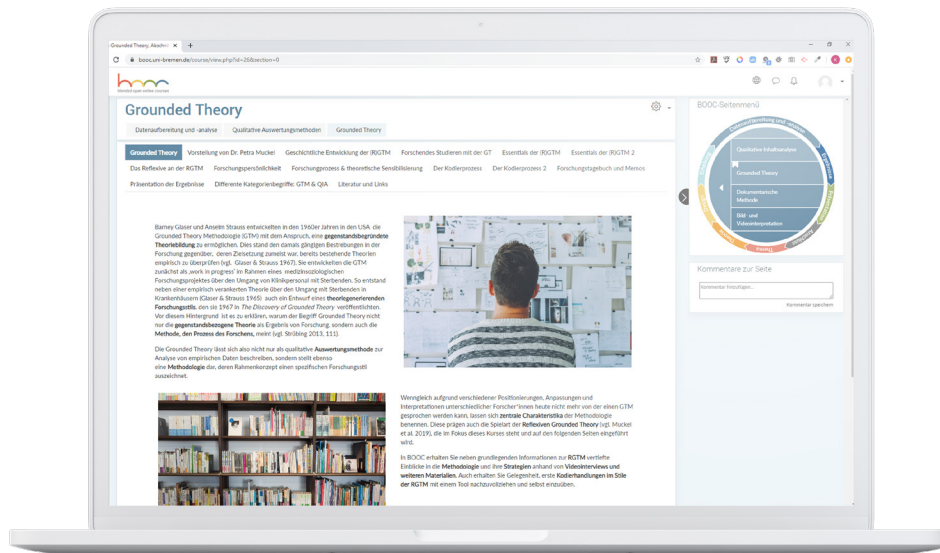 Grounded Theory, Abschnitt
booc.uni-bremen.de/course/view.php?id=26&section=0
booc
blended open online courses
Grounded Theory
Datenaufbereitung und -analyse Qualitative Auswertungsmethoden Grounded Theory
Grounded Theory Vorstellung von Dr. Petra Muckel Geschichtliche Entwicklung der (R)GTM Forschendes Studieren mit der GT Essentials der (R)GTM Essentials der (R)GTM 2
Das Reflexive an der RGTM Forschungspersönlichkeit Forschungsprozess & theoretische Sensibilisierung Der Kodierprozess Der Kodierprozess 2 Forschungstagebuch und Memos
Präsentation der Ergebnisse Differente Kategorienbegriffe: GTM & QIA Literatur und Links
Barney Glaser und Anselm Strauss entwickelten in den 1960er Jahren in den USA die
Grounded Theory Methodologie (GTM) mit dem Anspruch, eine gegenstandsbegründete
Theoriebildung zu ermöglichen. Dies stand den damals gängigen Bestrebungen in der
Forschung gegenüber, deren Zielsetzung zumeist war, bereits bestehende Theorien
empirisch zu überprüfen (vgl. Glaser & Strauss 1967). Sie entwickelten die GTM
zunächst als ‚work in progress' im Rahmen eines medizinsoziologischen
Forschungsprojektes über den Umgang von Klinikpersonal mit Sterbenden. So entstand
neben einer empirisch verankerten Theorie über den Umgang mit Sterbenden in
Krankenhäusern (Glaser & Strauss 1965) auch ein Entwurf eines theoriegenerierenden
Forschungsstils, den sie 1967 in The Discovery of Grounded Theory veröffentlichten.
Vor diesem Hintergrund ist es zu erklären, warum der Begriff Grounded Theory nicht
nur die gegenstandsbezogene Theorie als Ergebnis von Forschung, sondern auch die
Methode, den Prozess des Forschens, meint (vgl. Strübing 2013, 111).
Die Grounded Theory lässt sich also nicht nur als qualitative Auswertungsmethode zur
Analyse von empirischen Daten beschreiben, sondern stellt ebenso
eine Methodologie dar, deren Rahmenkonzept einen spezifischen Forschungsstil
auszeichnet.
Wenngleich aufgrund verschiedener Positionierungen, Anpassungen und
Interpretationen unterschiedlicher Forscher*innen heute nicht mehr von der einen GTM
gesprochen werden kann, lassen sich zentrale Charakteristika der Methodologie
benennen. Diese prägen auch die Spielart der Reflexiven Grounded Theory (vgl. Muckel
et al. 2019), die im Fokus dieses Kurses steht und auf den folgenden Seiten eingeführt
wird.
In BOOC erhalten Sie neben grundlegenden Informationen zur RGTM vertiefte
Einblicke in die Methodologie und ihre Strategien anhand von Videointerviews und
weiteren Materialien. Auch erhalten Sie Gelegenheit, erste Kodierhandlungen im Stile
der RGTM mit einem Tool nachzuvollziehen und selbst einzuüben.
BOOC-Seitenmenü
Datenaufbereitung und -analyse
Ergebnisse
Qualitative Inhaltsanalyse
Grounded Theory
Dokumentarische
Methode
Bild- und
Videointerpretation
Kommentare zur Seite
Kommentar hinzufügen...
Kommentar speichern